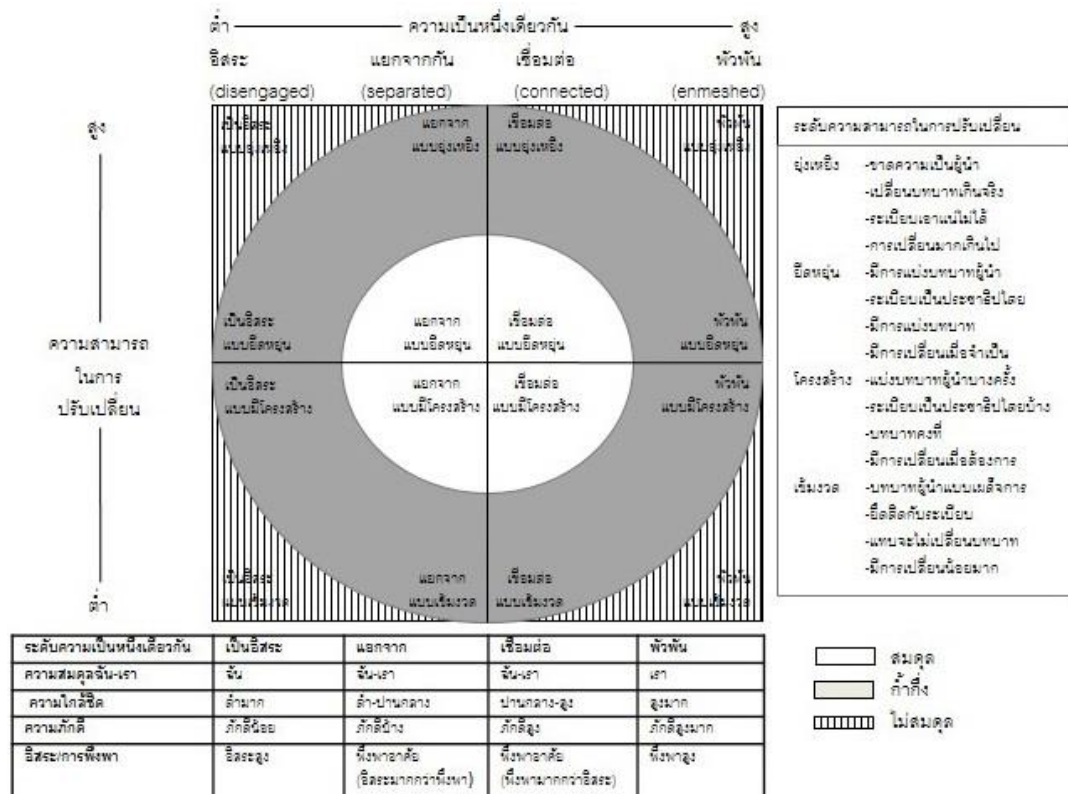 ต่ำ ความเป็นหนึ่งเดียวกัน สูง
อิสระ แยกจากกัน เชื่อมต่อ พัวพัน
(disengaged) (separated) (connected) (enmeshed)
สูง
ความสามารถ
ในการ
ปรับเปลี่ยน
ต่ำ
เป็นอิสระ แยกจาก เชื่อมต่อ พัวพัน
แบบยุ่งเหยิง แบบยุ่งเหยิง แบบยุ่งเหยิง แบบยุ่งเหยิง
เป็นอิสระ แยกจาก เชื่อมต่อ พัวพัน
แบบยืดหยุ่น แบบยืดหยุ่น แบบยืดหยุ่น แบบยืดหยุ่น
เป็นอิสระ แยกจาก เชื่อมต่อ พัวพัน
แบบมีโครงสร้าง แบบมีโครงสร้าง แบบมีโครงสร้าง แบบมีโครงสร้าง
เป็นอิสระ แยกจาก เชื่อมต่อ พัวพัน
แบบเข้มงวด แบบเข้มงวด แบบเข้มงวด แบบเข้มงวด
ระดับความสามารถในการปรับเปลี่ยน
ยุ่งเหยิง -ขาดความเป็นผู้นำ
-เปลี่ยนบทบาทเกินจริง
-ระเบียบเอาแน่ไม่ได้
-การเปลี่ยนมากเกินไป
ยืดหยุ่น -มีการแบ่งบทบาทผู้นำ
-ระเบียบเป็นประชาธิปไตย
-มีการแบ่งบทบาท
-มีการเปลี่ยนเมื่อจำเป็น
โครงสร้าง -แบ่งบทบาทผู้นำบางครั้ง
-ระเบียบเป็นประชาธิปไตยบ้าง
-บทบาทคงที่
-มีการเปลี่ยนเมื่อต้องการ
เข้มงวด -บทบาทผู้นำแบบเผด็จการ
-ยึดติดกับระเบียบ
-แทบจะไม่เปลี่ยนบทบาท
-มีการเปลี่ยนน้อยมาก
ระดับความเป็นหนึ่งเดียวกัน เป็นอิสระ แยกจาก เชื่อมต่อ พัวพัน
ความสมดุลฉัน-เรา ฉัน ฉัน-เรา ฉัน-เรา เรา
ความใกล้ชิด ต่ำมาก ต่ำ-ปานกลาง ปานกลาง-สูง สูงมาก
ความภักดี ภักดีน้อย ภักดีบ้าง ภักดีสูง ภักดีสูงมาก
อิสระ/การพึ่งพา อิสระสูง พึ่งพาอาศัย พึ่งพาอาศัย พึ่งพาสูง
(อิสระมากกว่าพึ่งพา) (พึ่งพามากกว่าอิสระ)
สมดุล
ก้ำกึ่ง
ไม่สมดุล